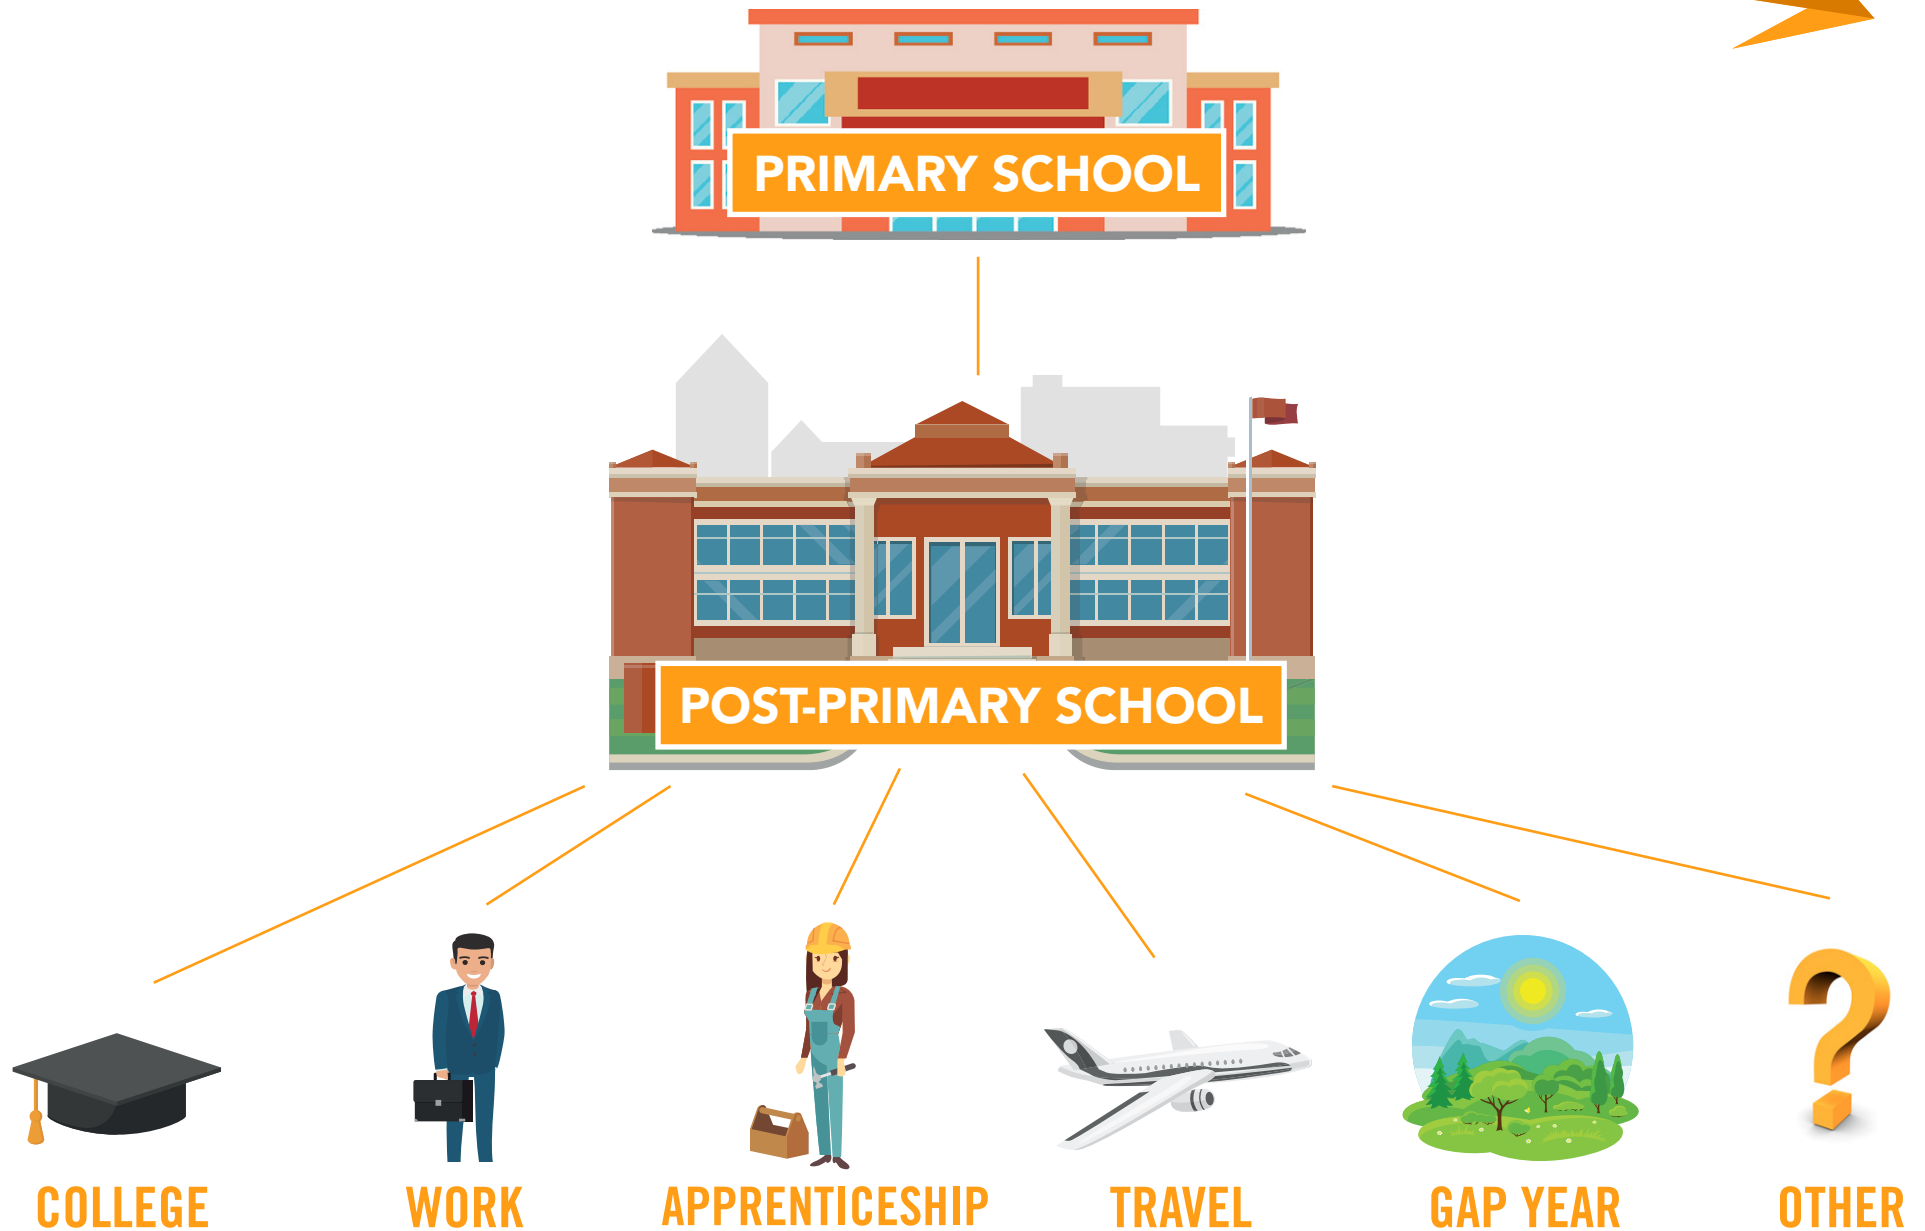 PRIMARY SCHOOL
POST-PRIMARY SCHOOL
COLLEGE
WORK
APPRENTICESHIP
TRAVEL
GAP YEAR
OTHER